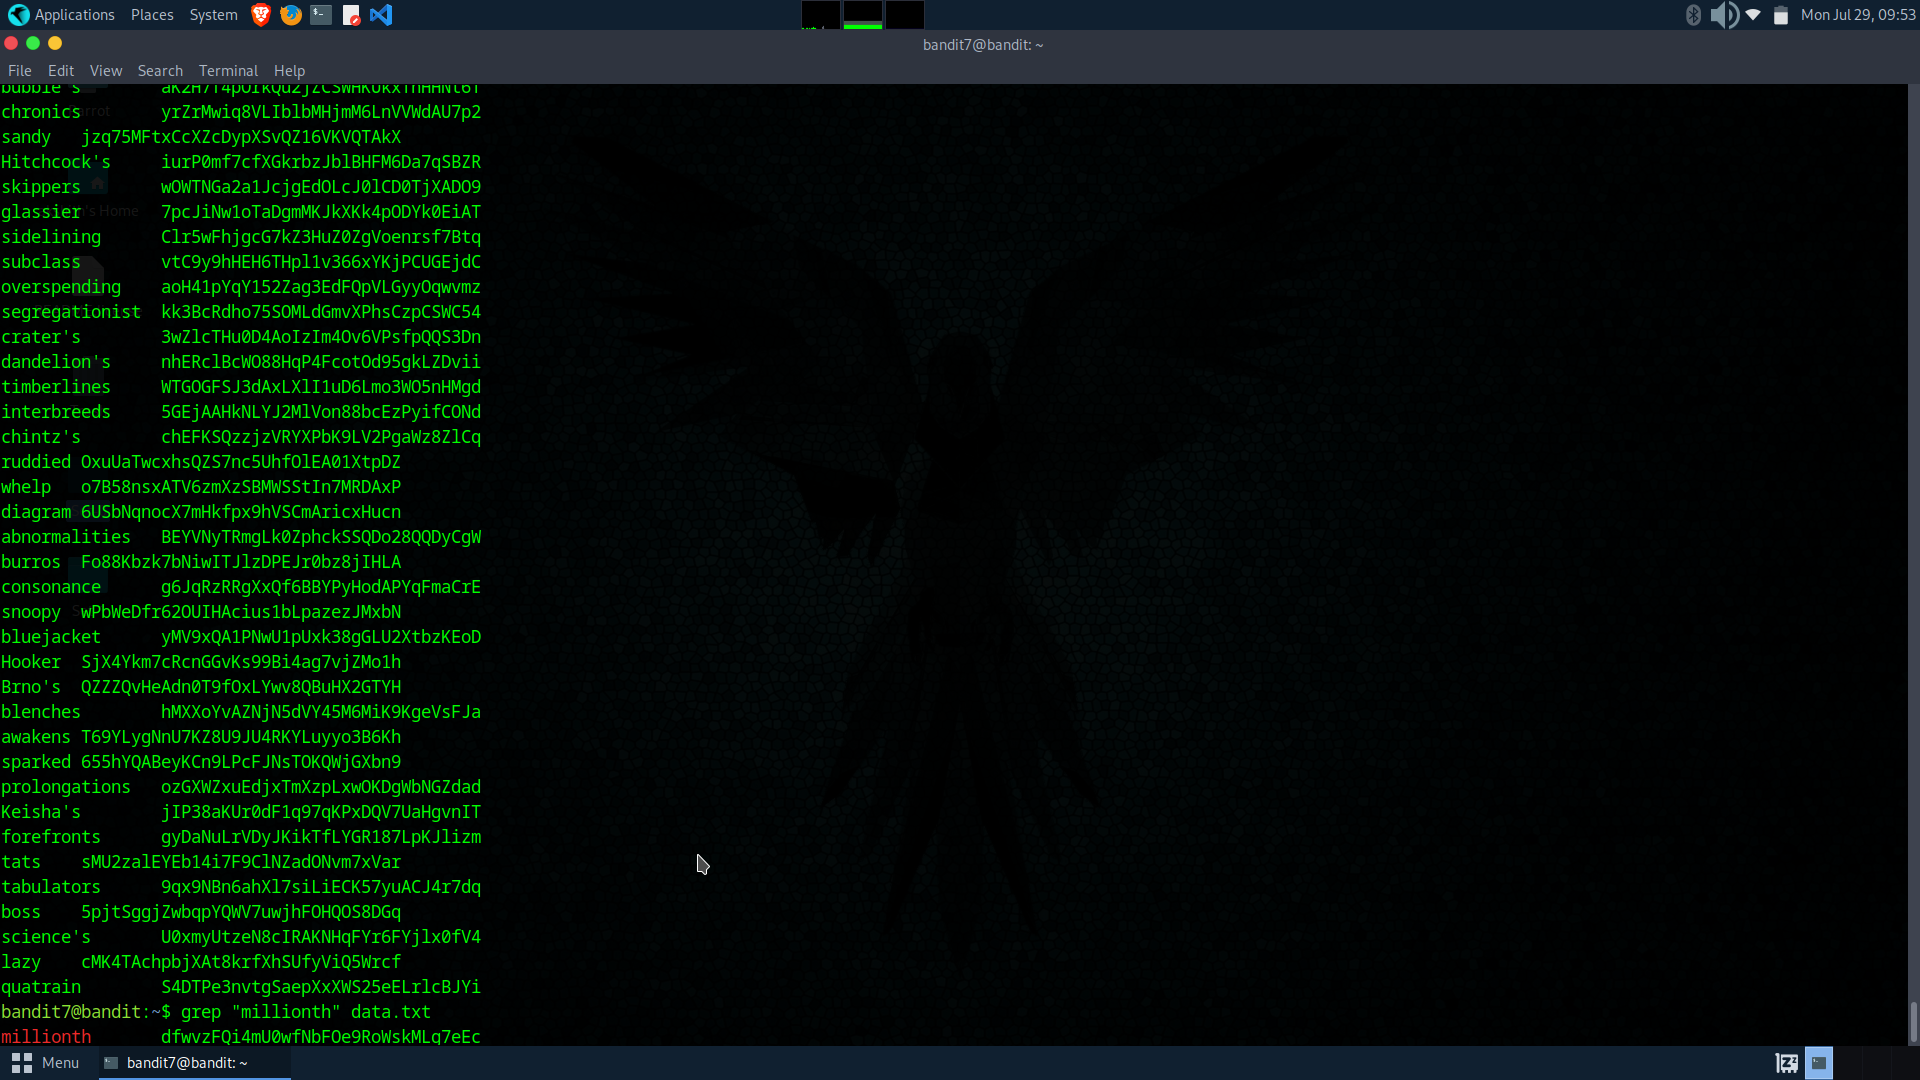 Applications Places System Mon Jul 29, 09:53
bandit7@bandit: ~
File Edit View Search Terminal Help
bubble's aK2H7T4pOIkQu2jZCSWHKUkxTnHHNt6T
chronics yrZrMwiq8VLIblbMHjmM6LnVVWdAU7p2
sandy jzq75MFtxCcXZcDypXSvQZ16VKVQTAkX
Hitchcock's iurP0mf7cfXGkrbzJblBHFM6Da7qSBZR
skippers wOWTNGa2a1JcjgEdOLcJ0lCD0TjXADO9
glassier 7pcJiNw1oTaDgmMKJkXKk4pODYk0EiAT
sidelining Clr5wFhjgcG7kZ3HuZ0ZgVoenrsf7Btq
subclass vtC9y9hHEH6THpl1v366xYKjPCUGEjdC
overspending aoH41pYqY152Zag3EdFQpVLGyyOqwvmz
segregationist kk3BcRdho75SOMLdGmvXPhsCzpCSWC54
crater's 3wZlcTHu0D4AoIzIm4Ov6VPsfpQQS3Dn
dandelion's nhERclBcWO88HqP4FcotOd95gkLZDvii
timberlines WTGOGFSJ3dAxLXlI1uD6Lmo3WO5nHMgd
interbreeds 5GEjAAHkNLYJ2MlVon88bcEzPyifCONd
chintz's chEFKSQzzjzVRYXPbK9LV2PgaWz8ZlCq
ruddied OxuUaTwcxhsQZS7nc5UhfOlEA01XtpDZ
whelp o7B58nsxATV6zmXzSBMWSStIn7MRDAxP
diagram 6USbNqnocX7mHkfpx9hVSCmAricxHucn
abnormalities BEYVNyTRmgLk0ZphckSSQDo28QQDyCgW
burros Fo88Kbzk7bNiwITJlzDPEJr0bz8jIHLA
consonance g6JqRzRRgXxQf6BBYPyHodAPYqFmaCrE
snoopy wPbWeDfr62OUIHAcius1bLpazezJMxbN
bluejacket yMV9xQA1PNwU1pUxk38gGLU2XtbzKEoD
Hooker SjX4Ykm7cRcnGGvKs99Bi4ag7vjZMo1h
Brno's QZZZQvHeAdn0T9fOxLYwv8QBuHX2GTYH
blenches hMXXoYvAZNjN5dVY45M6MiK9KgeVsFJa
awakens T69YLygNnU7KZ8U9JU4RKYLuyyo3B6Kh
sparked 655hYQABeyKCn9LPcFJNsTOKQWjGXbn9
prolongations ozGXWZxuEdjxTmXzpLxwOKDgWbNGZdad
Keisha's jIP38aKUr0dF1q97qKPxDQV7UaHgvnIT
forefronts gyDaNuLrVDyJKikTfLYGR187LpKJlizm
tats sMU2zalEYEb14i7F9ClNZadONvm7xVar
tabulators 9qx9NBn6ahXl7siLiECK57yuACJ4r7dq
boss 5pjtSggjZwbqpYQWV7uwjhFOHQOS8DGq
science's U0xmyUtzeN8cIRAKNHqFYr6FYjlx0fV4
lazy cMK4TAchpbjXAt8krfXhSUfyViQ5Wrcf
quatrain S4DTPe3nvtgSaepXxXWS25eELrlcBJYi
bandit7@bandit:~$ grep "millionth" data.txt
millionth dfwvzFQi4mU0wfNbFOe9RoWskMLg7eEc
Menu bandit7@bandit: ~